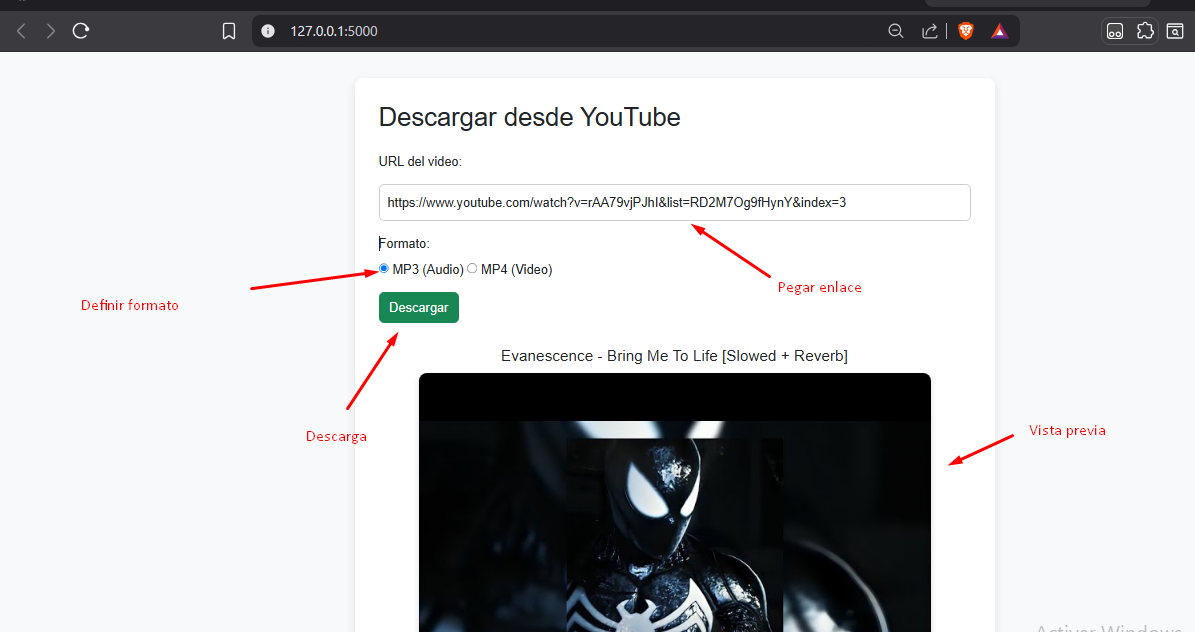 127.0.0.1:5000
Descargar desde YouTube
URL del video:
https://www.youtube.com/watch?v=rAA79vjPJhI&list=RD2M7Og9fHynY&index=3
Formato:
MP3 (Audio) MP4 (Video)
Definir formato
Pegar enlace
Descargar
Evanescence - Bring Me To Life [Slowed + Reverb]
Descarga
Vista previa
Activar Windows